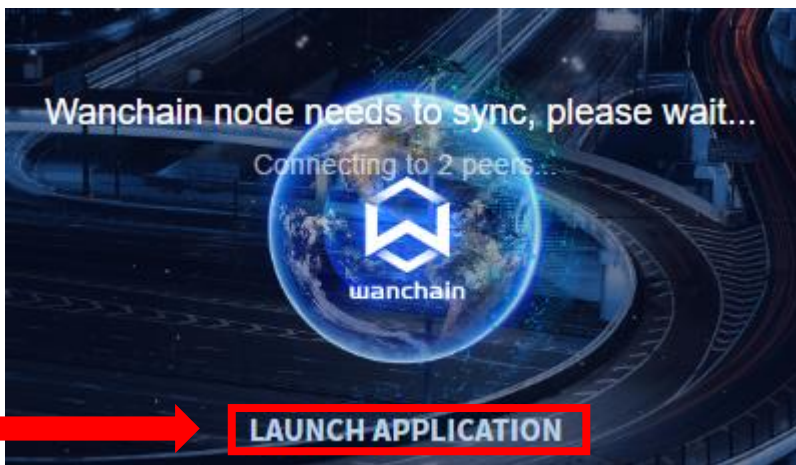 Wanchain node needs to sync, please wait...
Connecting to 2 peers...
wanchain
LAUNCH APPLICATION